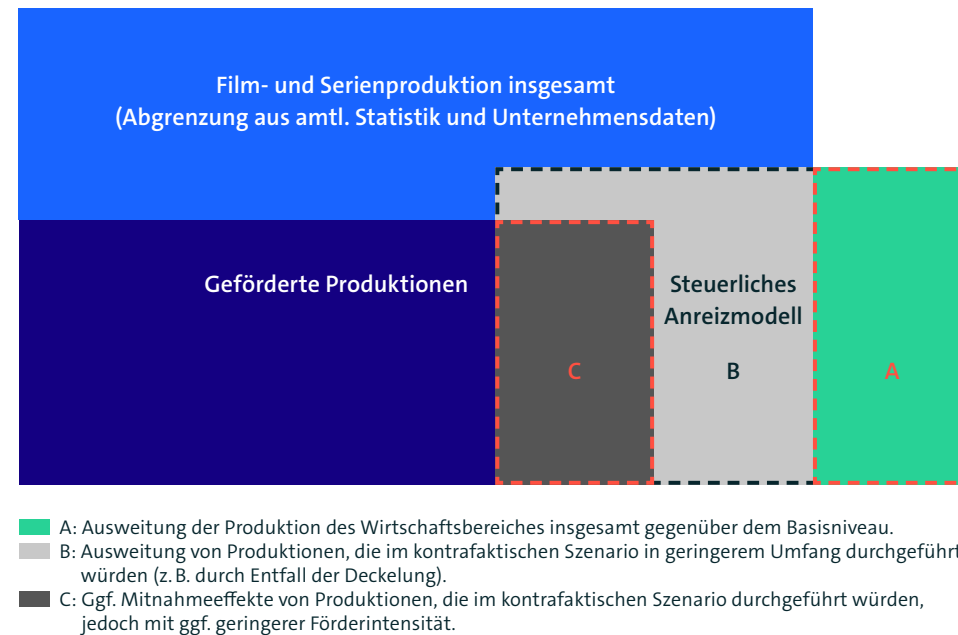 Film- und Serienproduktion insgesamt
(Abgrenzung aus amtl. Statistik und Unternehmensdaten)
Geförderte Produktionen
Steuerliches
Anreizmodell
C
B
A
A: Ausweitung der Produktion des Wirtschaftsbereiches insgesamt gegenüber dem Basisniveau.
B: Ausweitung von Produktionen, die im kontrafaktischen Szenario in geringerem Umfang durchgeführt
würden (z. B. durch Entfall der Deckelung).
C: Ggf. Mitnahmeeffekte von Produktionen, die im kontrafaktischen Szenario durchgeführt würden,
jedoch mit ggf. geringerer Förderintensität.